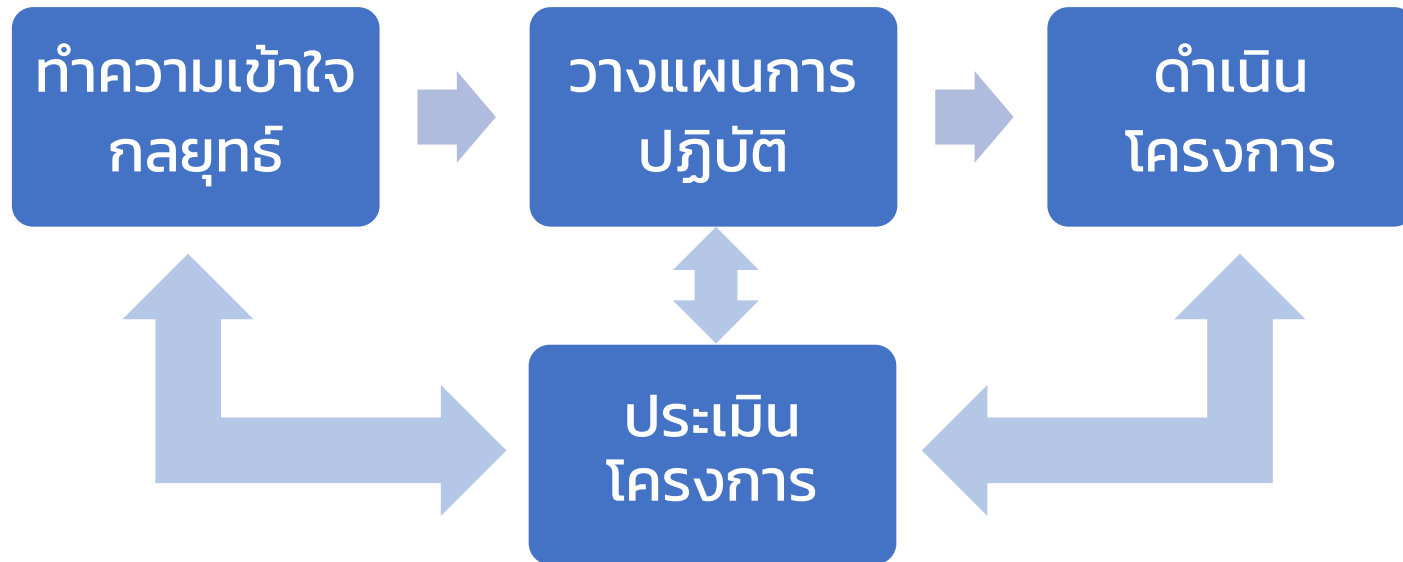 ทำความเข้าใจ
กลยุทธ์
วางแผนการ
ปฏิบัติ
ดำเนิน
โครงการ
ประเมิน
โครงการ